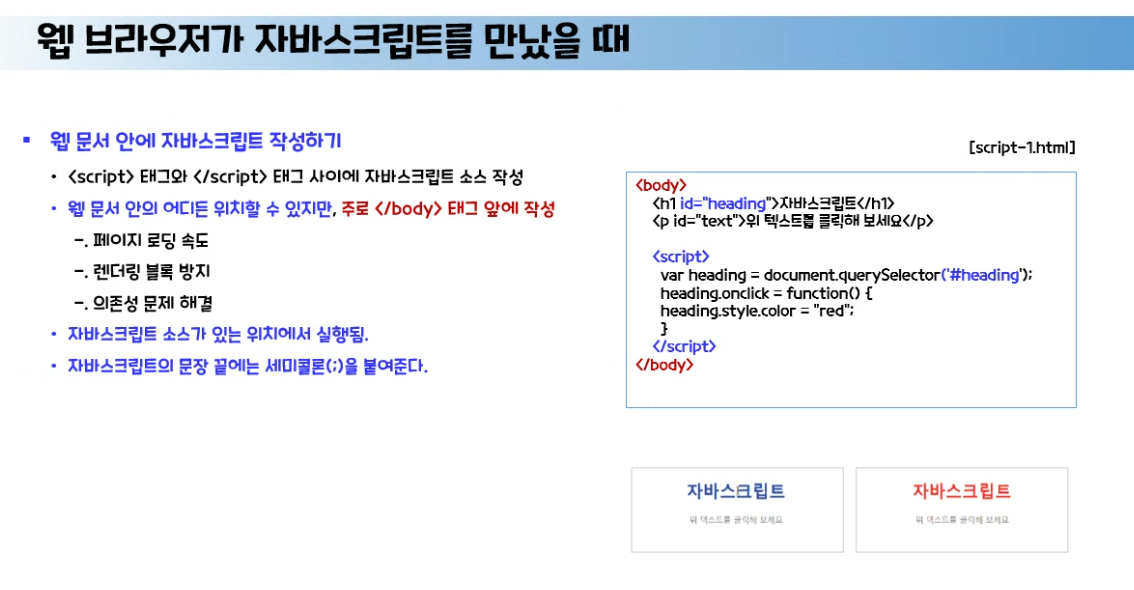 웹 브라우저가 자바스크립트를 만났을 때
▪ 웹 문서 안에 자바스크립트 작성하기
• <script> 태그와 </script> 태그 사이에 자바스크립트 소스 작성
• 웹 문서 안의 어디든 위치할 수 있지만, 주로 </body> 태그 앞에 작성
-. 페이지 로딩 속도
-. 렌더링 블록 방지
-. 의존성 문제 해결
• 자바스크립트 소스가 있는 위치에서 실행됨.
• 자바스크립트의 문장 끝에는 세미콜론(;)을 붙여준다.
[script-1.html]
<body>
<h1 id="heading">자바스크립트</h1>
<p id="text">위 텍스트를 클릭해 보세요</p>
<script>
var heading = document.querySelector('#heading');
heading.onclick = function() {
heading.style.color = "red";
}
</script>
</body>
자바스크립트
위 텍스트를 클릭해 보세요
자바스크립트
위 텍스트를 클릭해 보세요